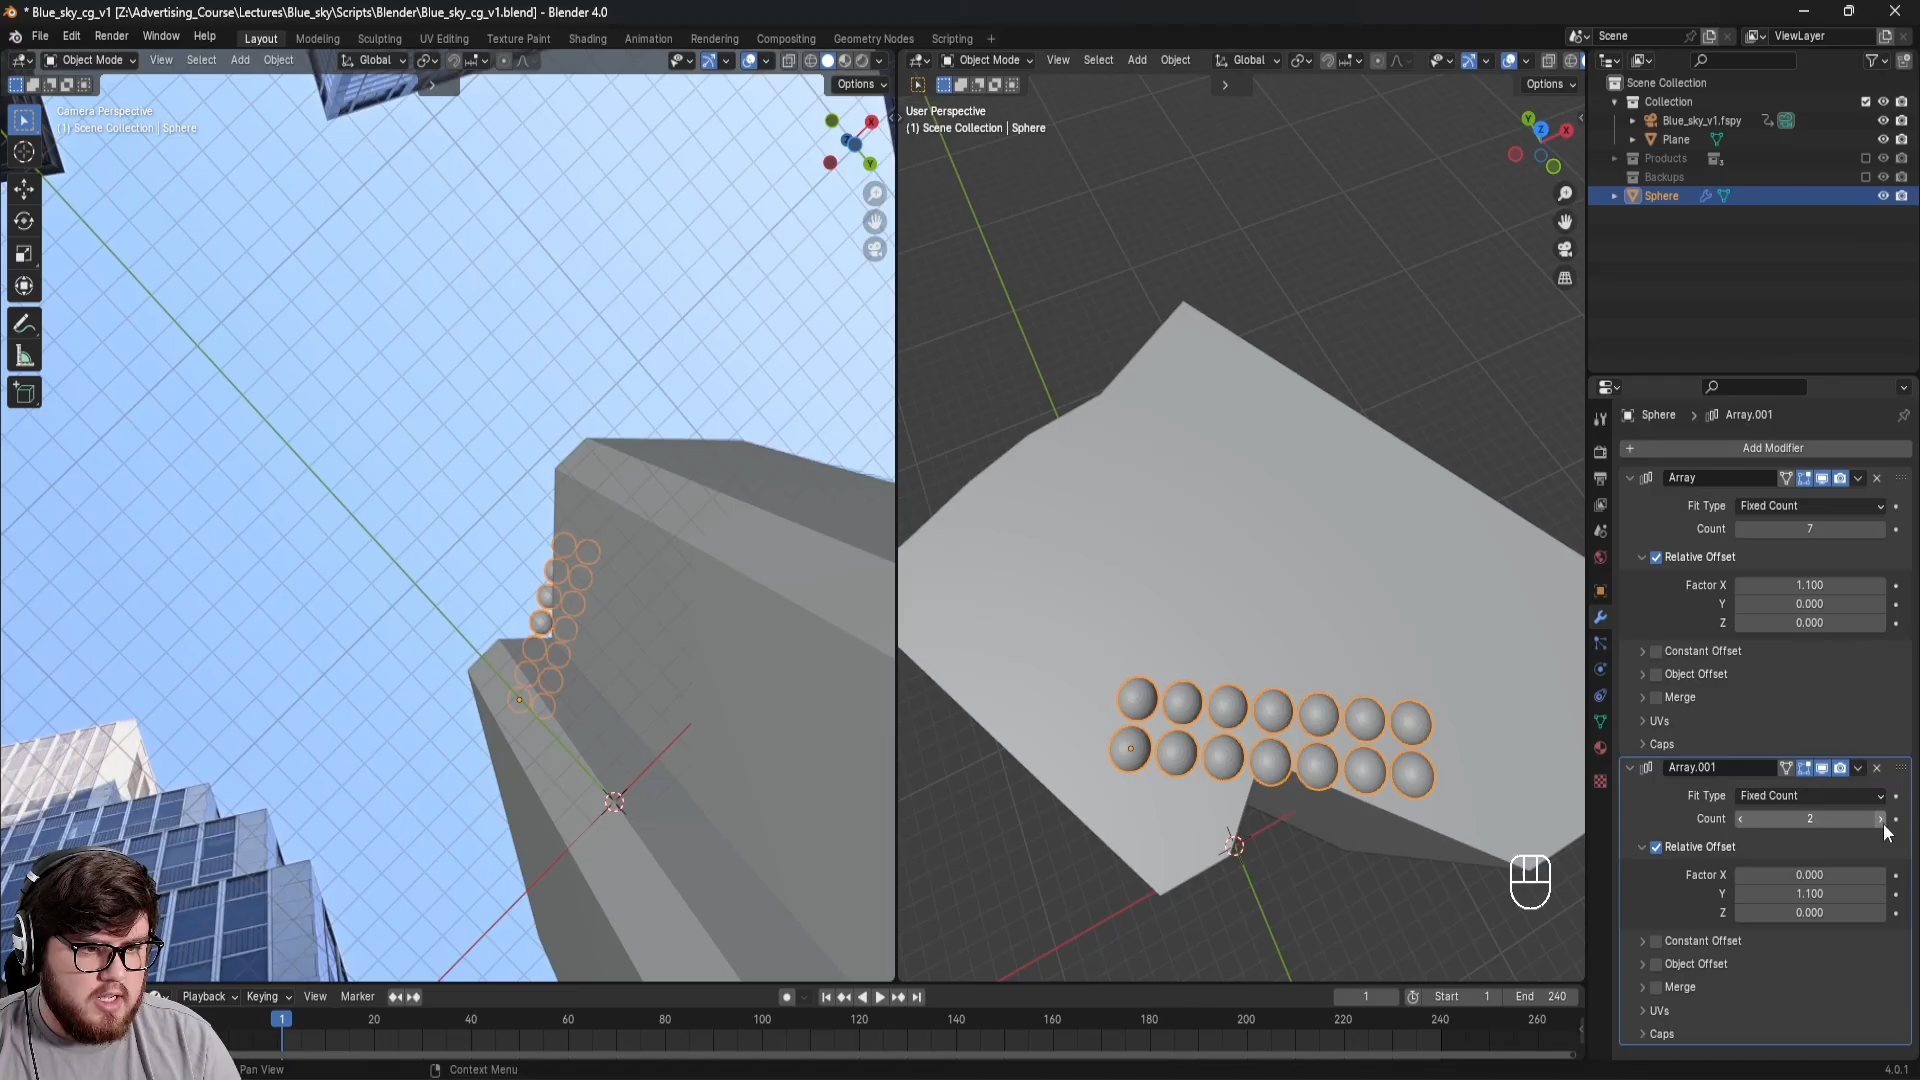 * Blue_sky_cg_v1 [Z:\Advertising_Course\Lectures\Blue_sky\Scripts\Blender\Blue_sky_cg_v1.blend] - Blender 4.0
File Edit Render Window Help Layout Modeling Sculpting UV Editing Texture Paint Shading Animation Rendering Compositing Geometry Nodes Scripting + Scene ViewLayer
Object Mode View Select Add Object Global
Object Mode View Select Add Object Global
Options
Options
Camera Perspective
(1) Scene Collection | Sphere
User Perspective
(1) Scene Collection | Sphere
X
Y
Z
Y
Z
X
Scene Collection
Collection
Blue_sky_v1.fspy
Plane
Products 3
Backups
Sphere
Sphere > Array.001
+ Add Modifier
Array
Fit Type Fixed Count
Count 7
Relative Offset
Factor X 1.100
Y 0.000
Z 0.000
Constant Offset
Object Offset
Merge
UVs
Caps
Array.001
Fit Type Fixed Count
Count 2
Relative Offset
Factor X 0.000
Y 1.100
Z 0.000
Constant Offset
Object Offset
Merge
UVs
Caps
Playback Keying View Marker 1 Start 1 End 240
1 20 40 60 80 100 120 140 160 180 200 220 240 260
Pan View Context Menu 4.0.1